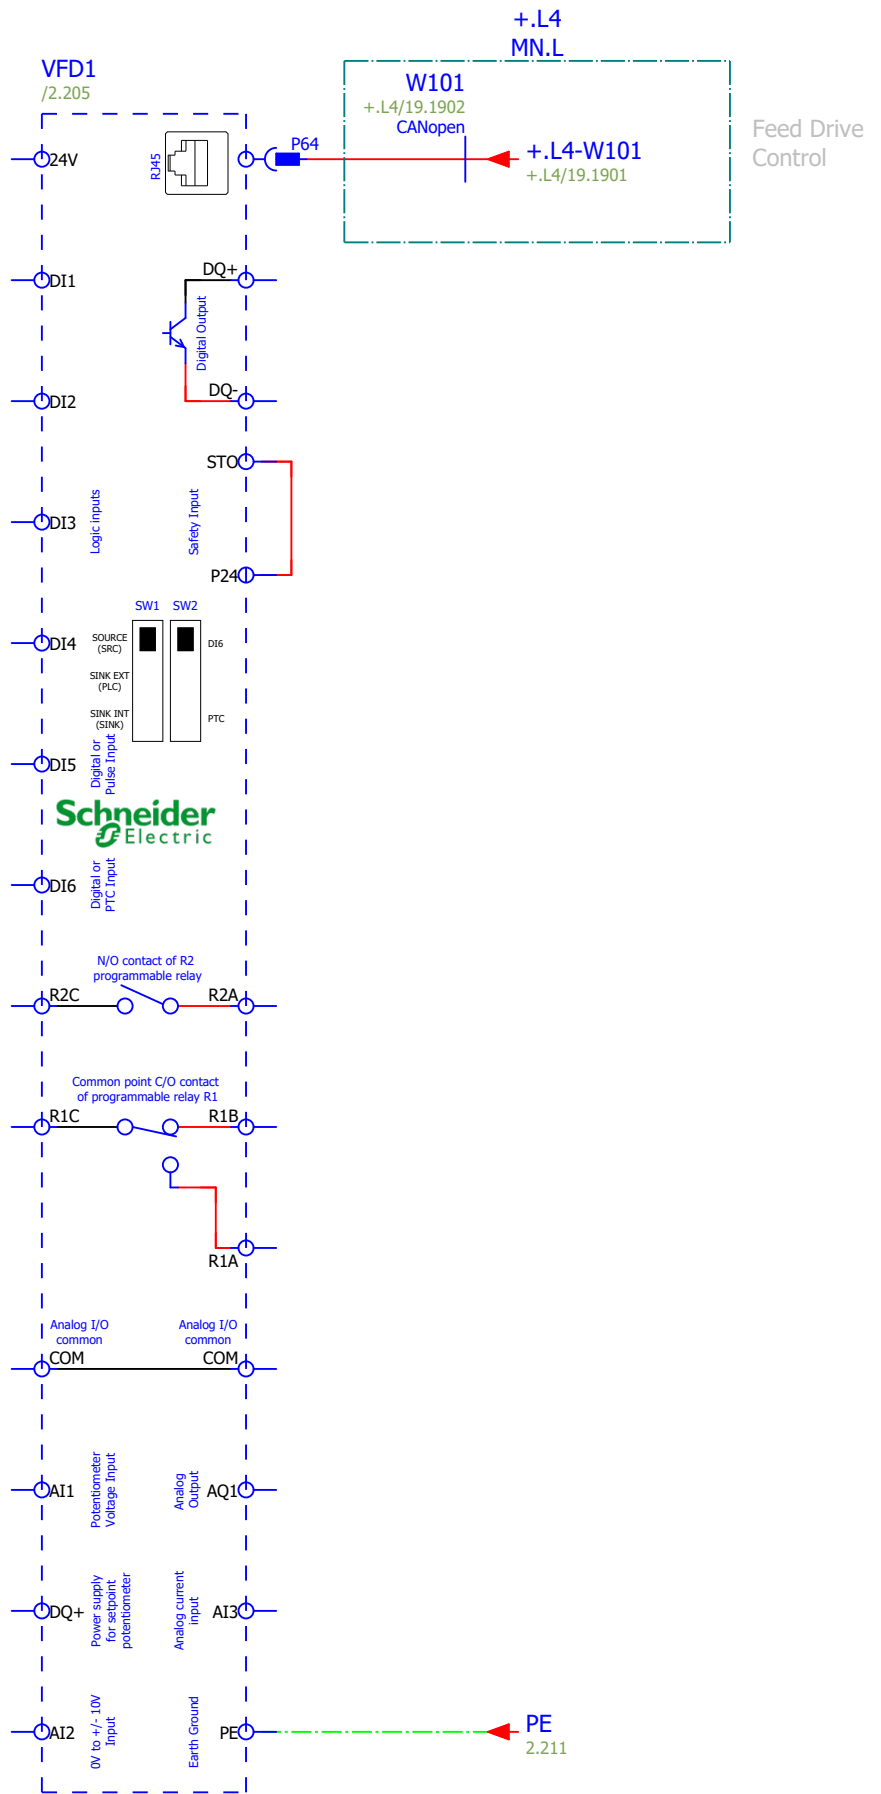 +.L4
MN.L
VFD1
/2.205
W101
+.L4/19.1902
CANopen
Feed Drive
Control
24V
RJ45
P64
+.L4-W101
+.L4/19.1901
DI1
DQ+
Digital Output
DI2
DQ-
STO
DI3
Logic inputs
Safety Input
P24
SW1
SW2
DI4
SOURCE
(SRC)
DI6
SINK EXT
(PLC)
SINK INT
(SINK)
PTC
DI5
Digital or
Pulse Input
Schneider
Electric
DI6
Digital or
PTC Input
N/O contact of R2
programmable relay
R2C
R2A
Common point C/O contact
of programmable relay R1
R1C
R1B
R1A
Analog I/O
common
Analog I/O
common
COM
COM
AI1
Potentiometer
Voltage Input
Analog
Output
AQ1
DQ+
Power supply
for setpoint
potentiometer
Analog current
input
AI3
AI2
0V to +/- 10V
Input
Earth Ground
PE
PE
2.211